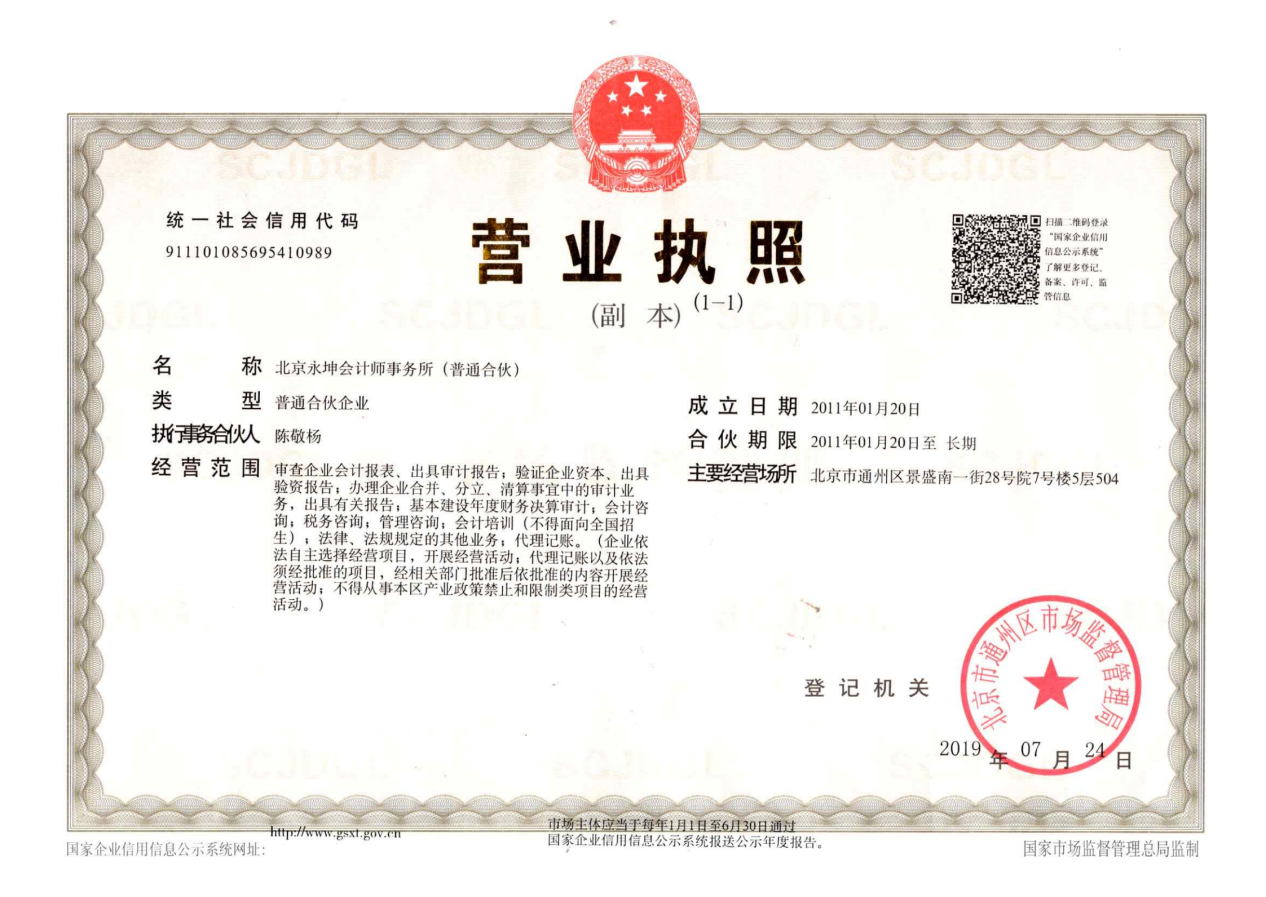 统一社会信用代码
911101085695410989
营业执照
(副 本) (1-1)
扫描二维码登录
"国家企业信用
信息公示系统"
了解更多登记、
备案、许可、监
管信息
名 称 北京永坤会计师事务所（普通合伙）
类 型 普通合伙企业
执行事务合伙人 陈敬杨
经营范围 审查企业会计报表、出具审计报告；验证企业资本、出具
验资报告；办理企业合并、分立、清算事宜中的审计业
务，出具有关报告；基本建设年度财务决算审计；会计咨
询；税务咨询；管理咨询；会计培训（不得面向全国招
生）；法律、法规规定的其他业务；代理记账。（企业依
法自主选择经营项目，开展经营活动；代理记账以及依法
须经批准的项目，经相关部门批准后依批准的内容开展经
营活动；不得从事本区产业政策禁止和限制类项目的经营
活动。）
成立日期 2011年01月20日
合伙期限 2011年01月20日至 长期
主要经营场所 北京市通州区景盛南一街28号院7号楼5层504
登记机关
北京市通州区市场监督管理局
2019 年 07 月 24 日
国家企业信用信息公示系统网址：
http://www.gsxt.gov.cn
市场主体应当于每年1月1日至6月30日通过
国家企业信用信息公示系统报送公示年度报告。
国家市场监督管理总局监制
SCJDGL